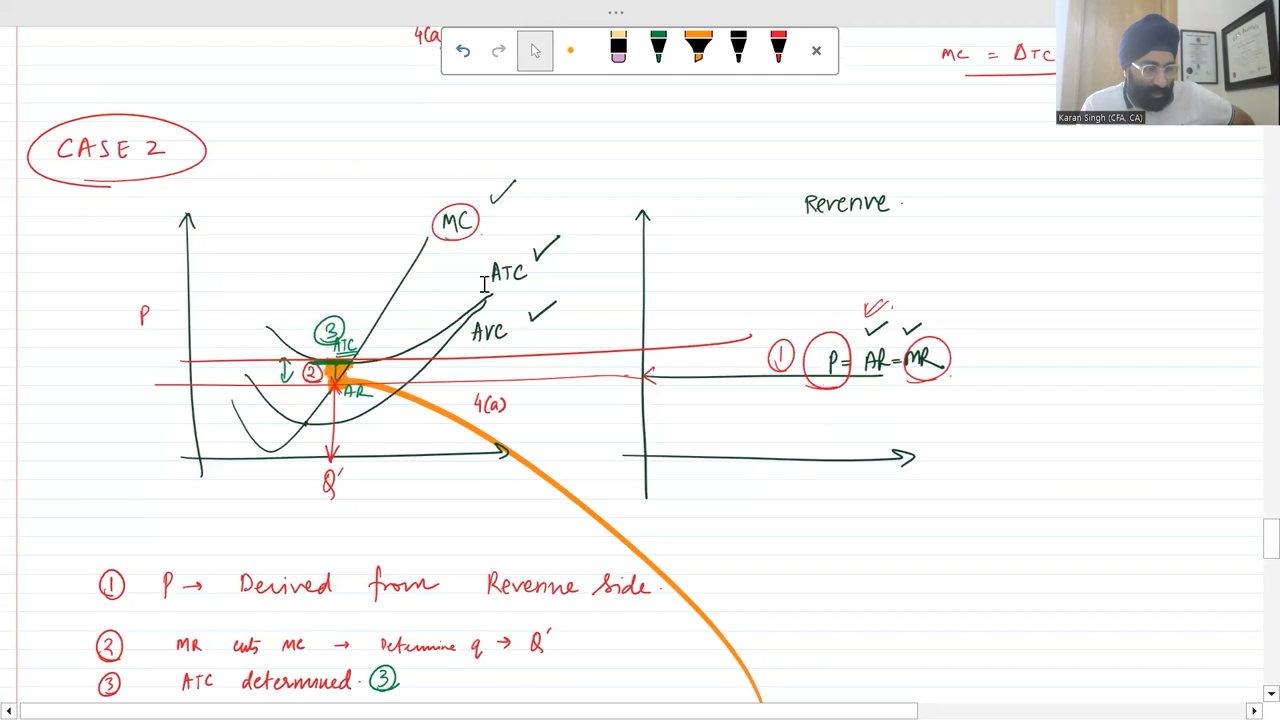 4(a)
MC = ΔTC
Karan Singh (CFA, CA)
CASE 2
MC
Revenue.
ATC
P
3
AVC
ATC
1 P = AR = MR
2
AR
4(a)
Q'
1 P → Derived from Revenue side.
2 MR cuts MC → Determine q → Q'
3 ATC determined. 3